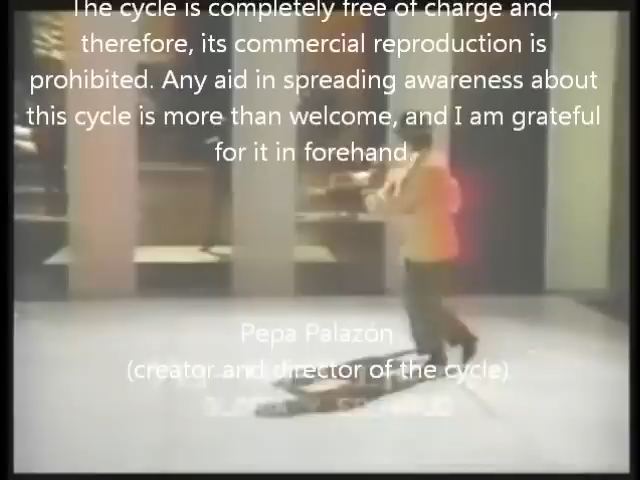 The cycle is completely free of charge and,
therefore, its commercial reproduction is
prohibited. Any aid in spreading awareness about
this cycle is more than welcome, and I am grateful
for it in forehand.
Pepa Palazón
(creator and director of the cycle)